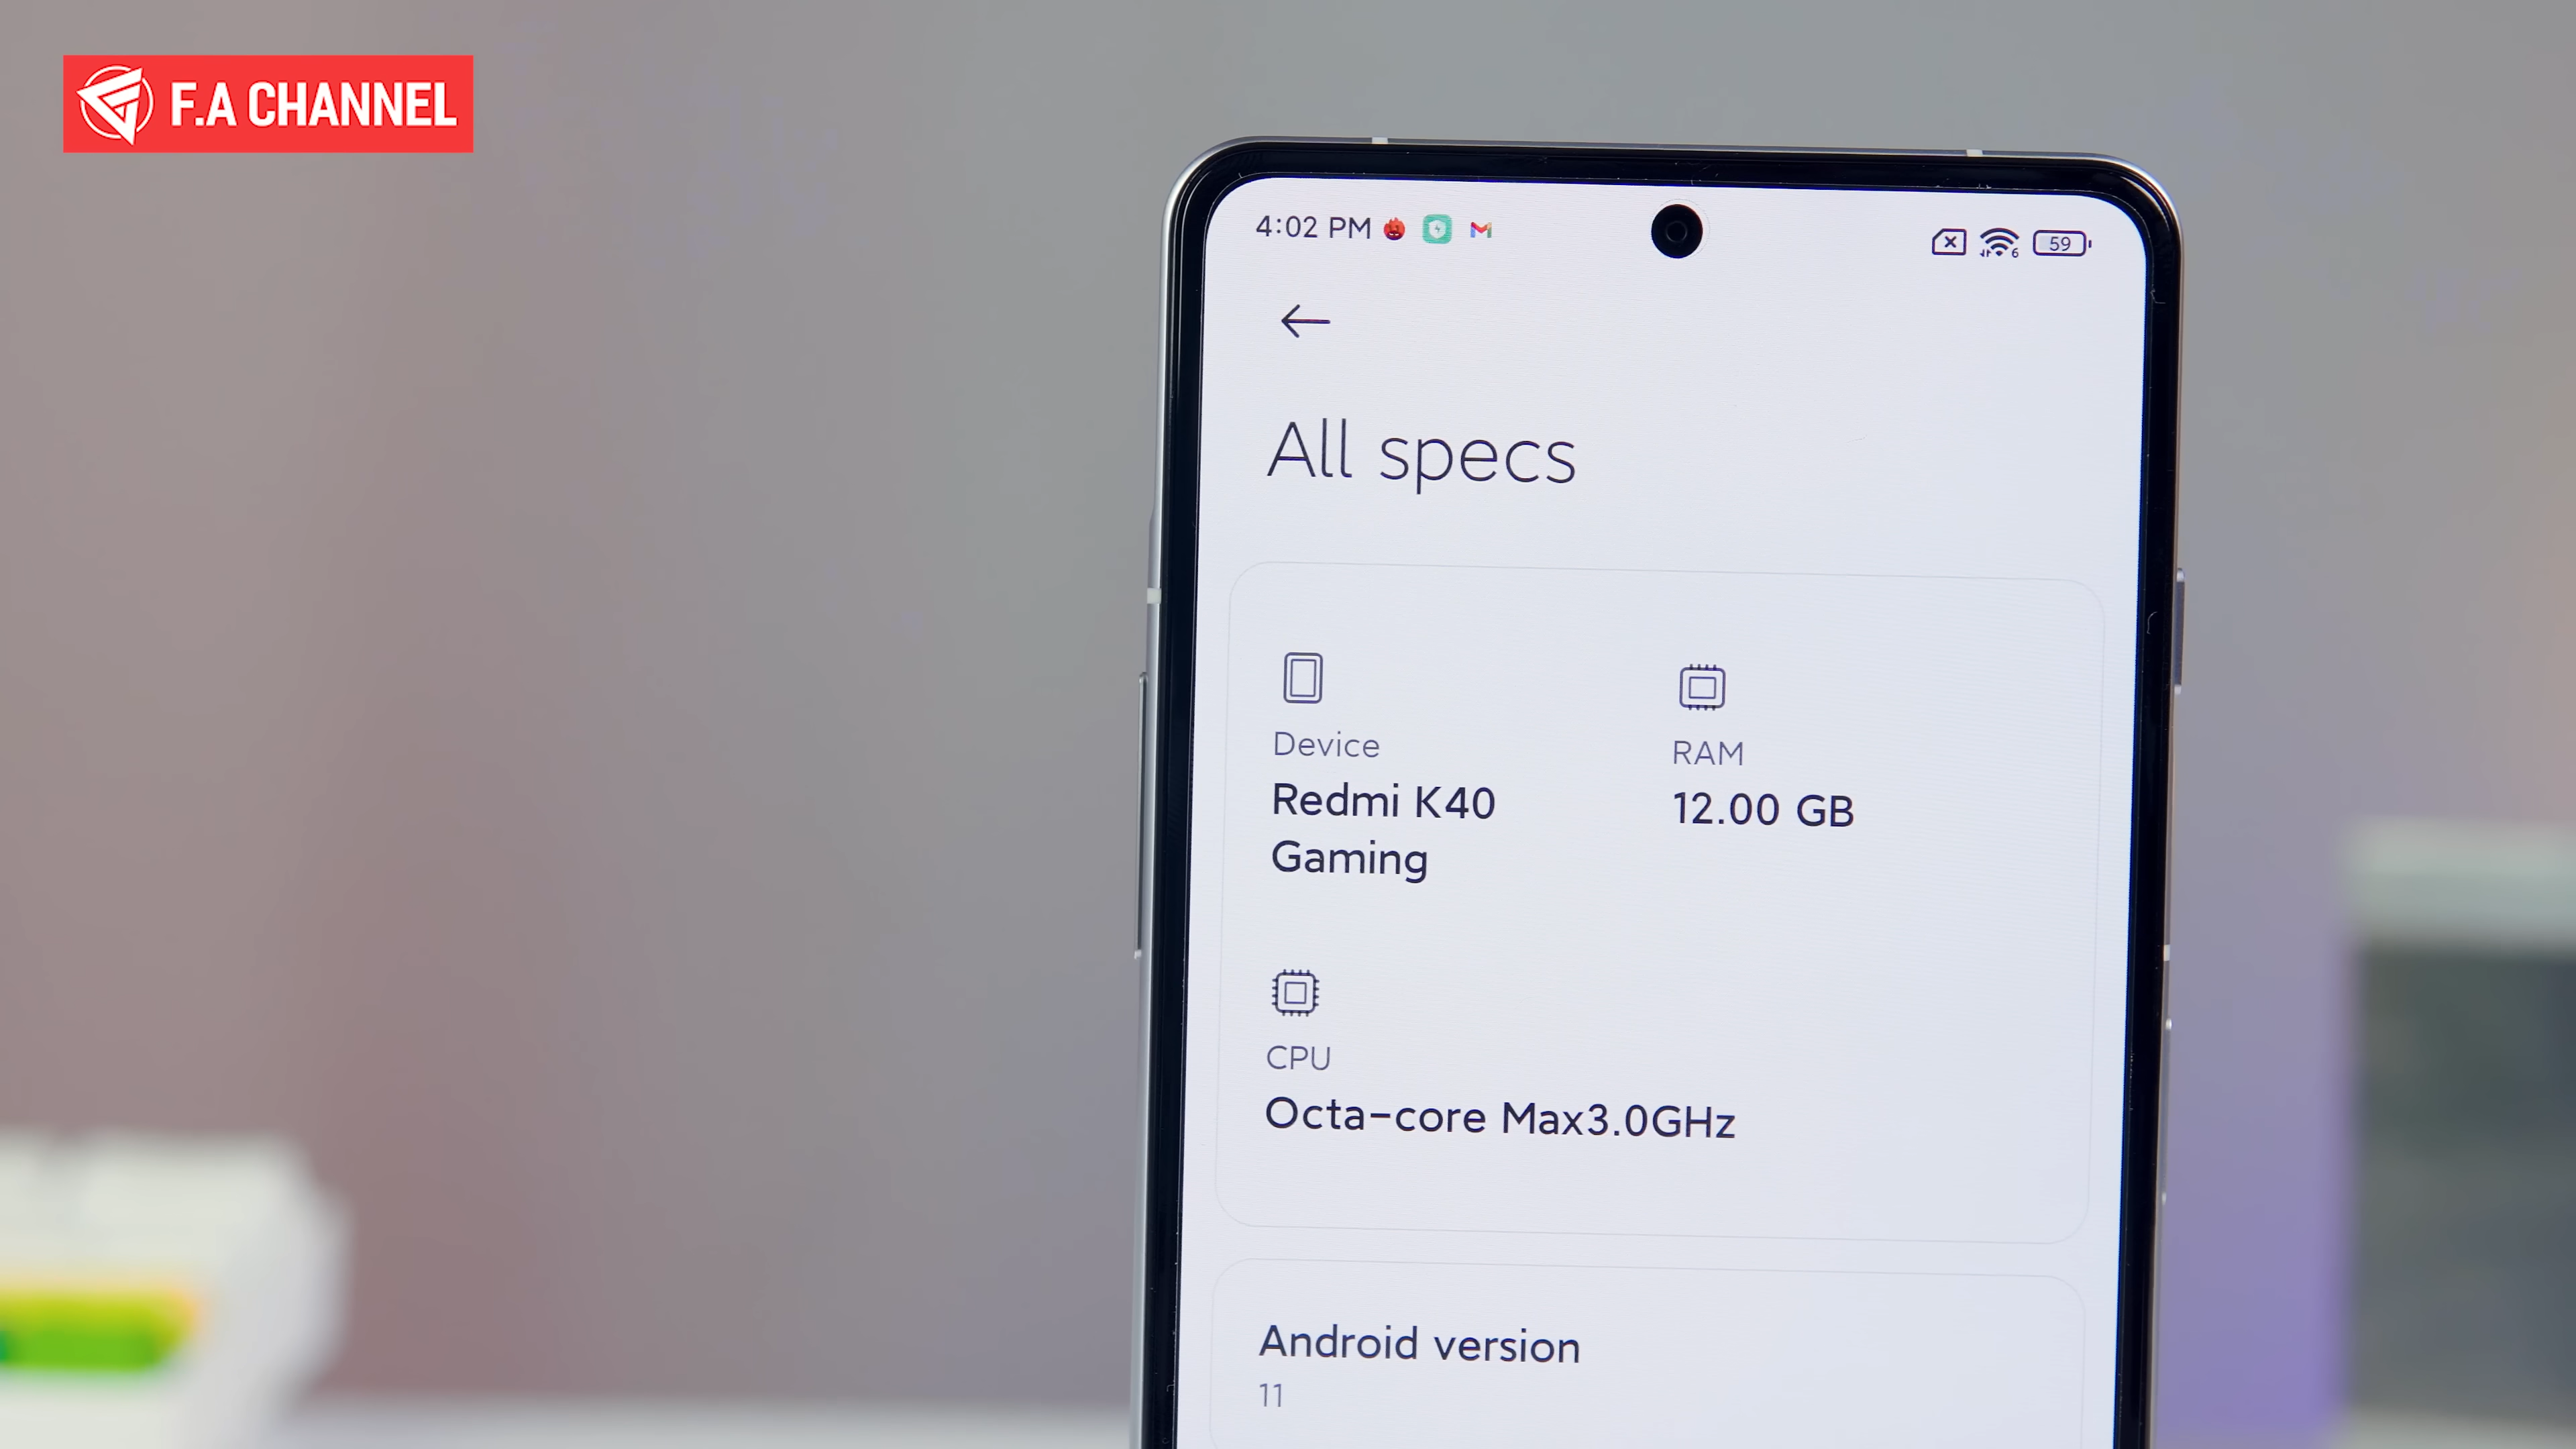 F.A CHANNEL
4:02 PM
6
59
All specs
Device
Redmi K40
Gaming
RAM
12.00 GB
CPU
Octa-core Max3.0GHz
Android version
11